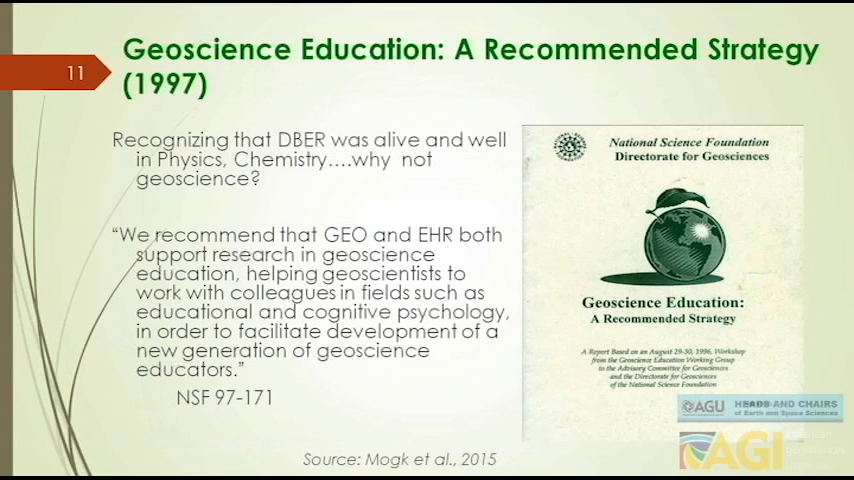 Geoscience Education: A Recommended Strategy
(1997)
11
Recognizing that DBER was alive and well
in Physics, Chemistry....why not
geoscience?
“We recommend that GEO and EHR both
support research in geoscience
education, helping geoscientists to
work with colleagues in fields such as
educational and cognitive psychology,
in order to facilitate development of a
new generation of geoscience
educators.”
NSF 97-171
National Science Foundation
Directorate for Geosciences
Geoscience Education:
A Recommended Strategy
A Report Based on an August 29-30, 1996, Workshop
from the Geoscience Education Working Group
to the Advisory Committee for Geosciences
and the Directorate for Geosciences
of the National Science Foundation
AGU HEADS AND CHAIRS
of Earth and Space Sciences
AGI
Source: Mogk et al., 2015